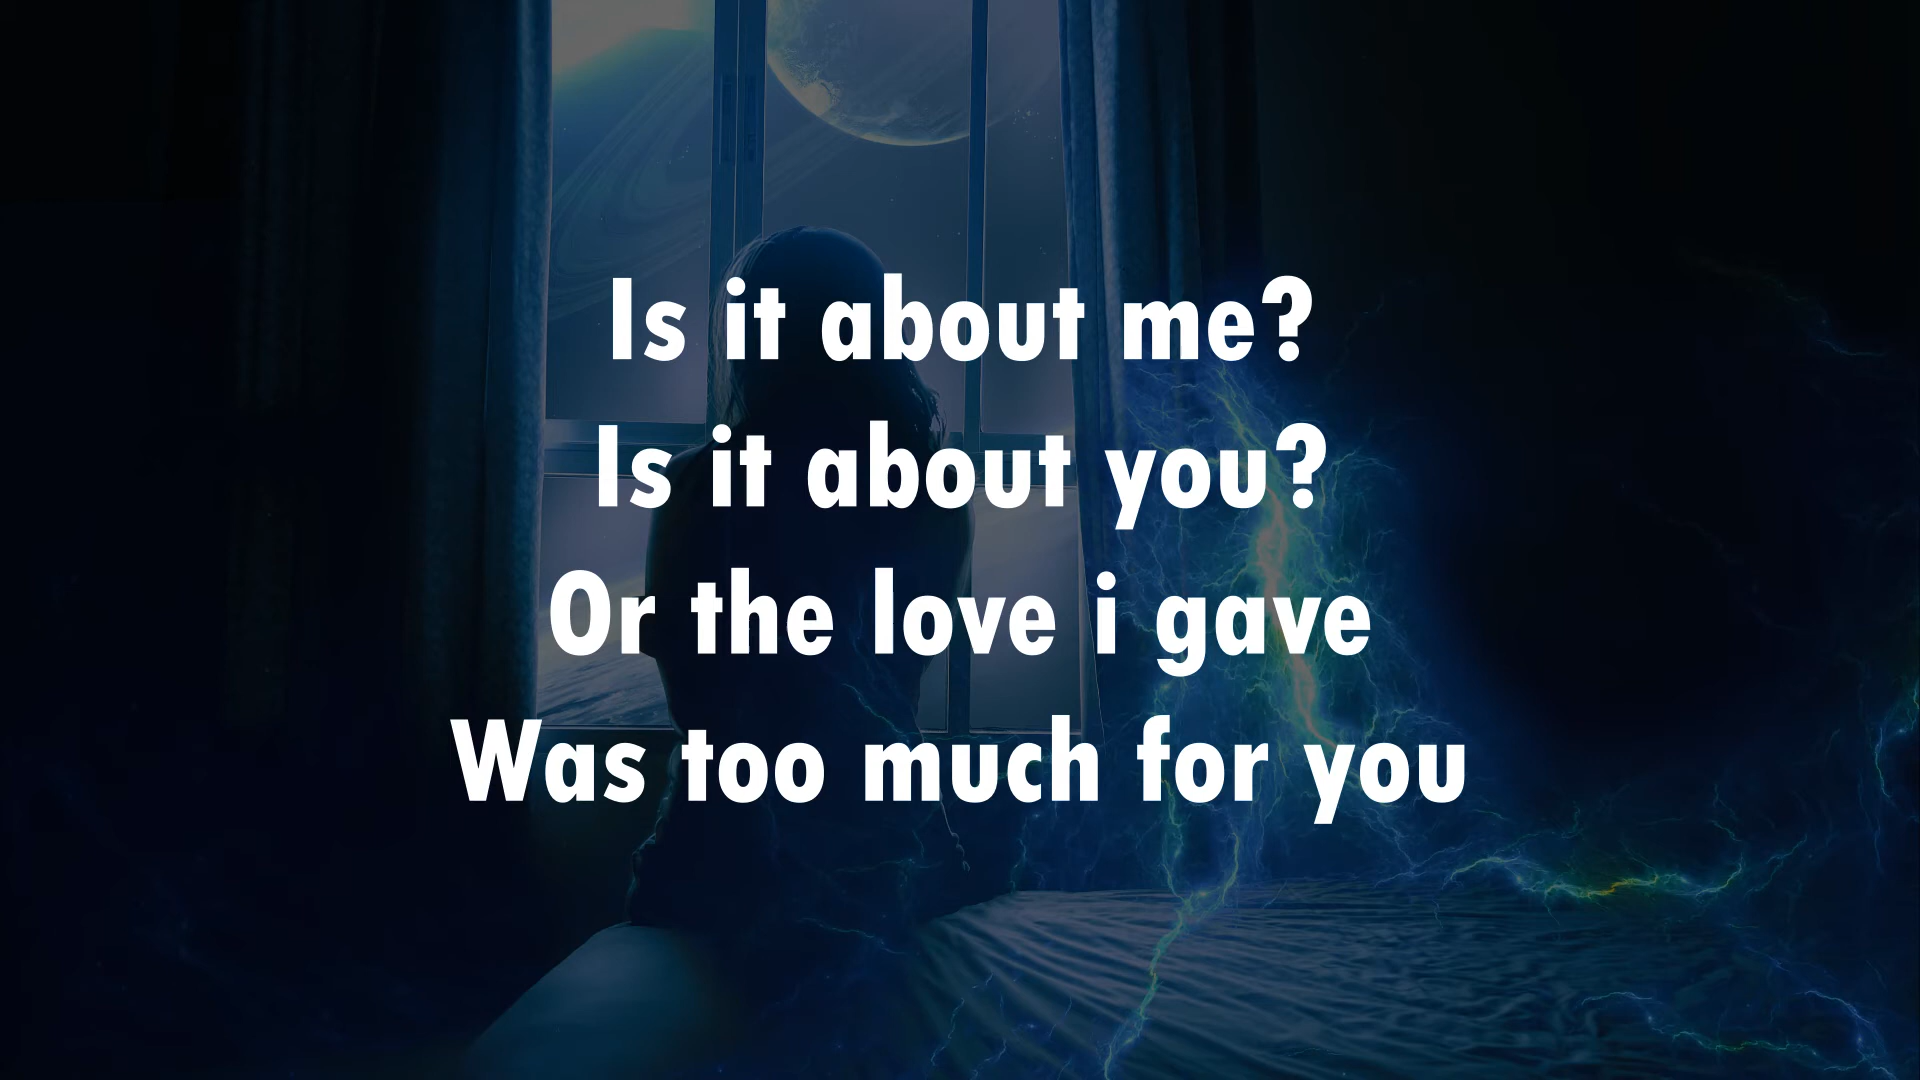 Is it about me?
Is it about you?
Or the love i gave
Was too much for you